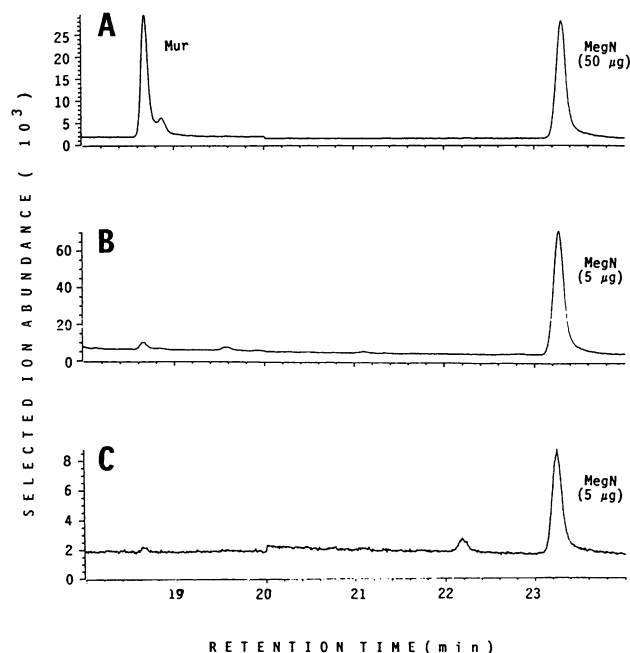 A
Mur
MegN
(50 µg)
25
20
15
10
5
0
B
MegN
(5 µg)
60
40
20
0
C
MegN
(5 µg)
8
6
4
2
0
SELECTED ION ABUNDANCE ( 10³)
19 20 21 22 23
RETENTION TIME(min)